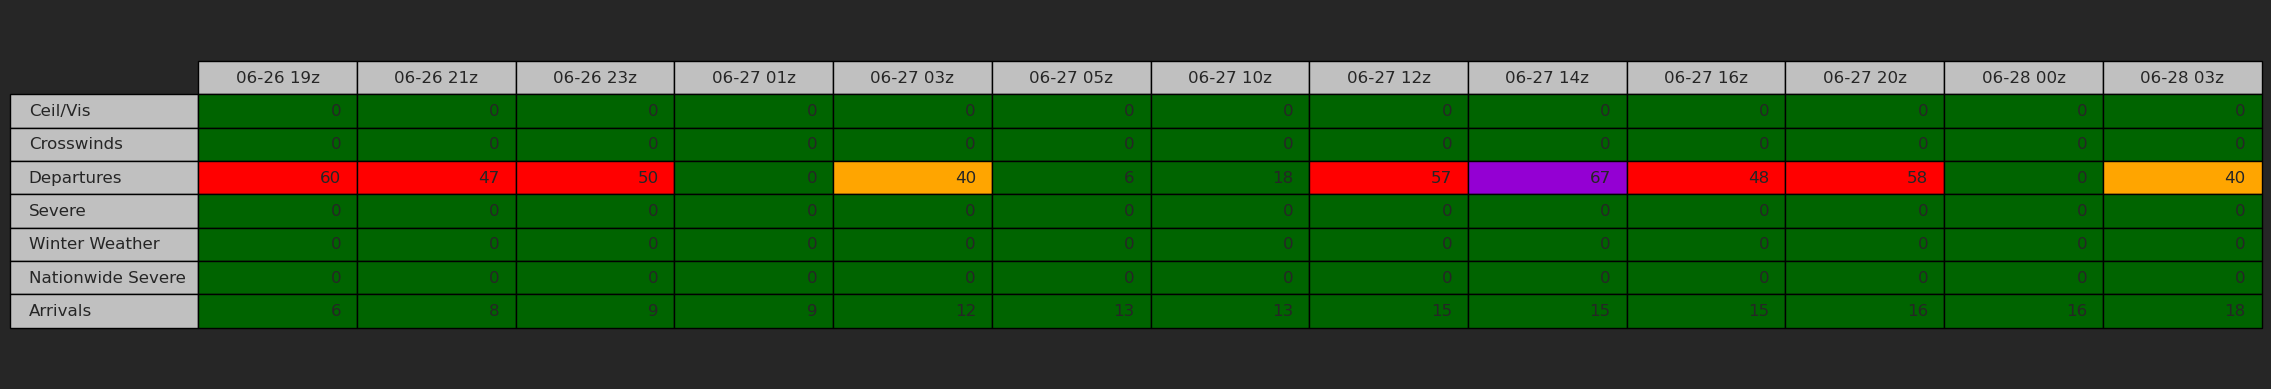 06-26 19z 06-26 21z 06-26 23z 06-27 01z 06-27 03z 06-27 05z 06-27 10z 06-27 12z 06-27 14z 06-27 16z 06-27 20z 06-28 00z 06-28 03z
Ceil/Vis 0 0 0 0 0 0 0 0 0 0 0 0 0
Crosswinds 0 0 0 0 0 0 0 0 0 0 0 0 0
Departures 60 47 50 0 40 6 18 57 67 48 58 0 40
Severe 0 0 0 0 0 0 0 0 0 0 0 0 0
Winter Weather 0 0 0 0 0 0 0 0 0 0 0 0 0
Nationwide Severe 0 0 0 0 0 0 0 0 0 0 0 0 0
Arrivals 6 8 9 9 12 13 13 15 15 15 16 16 18